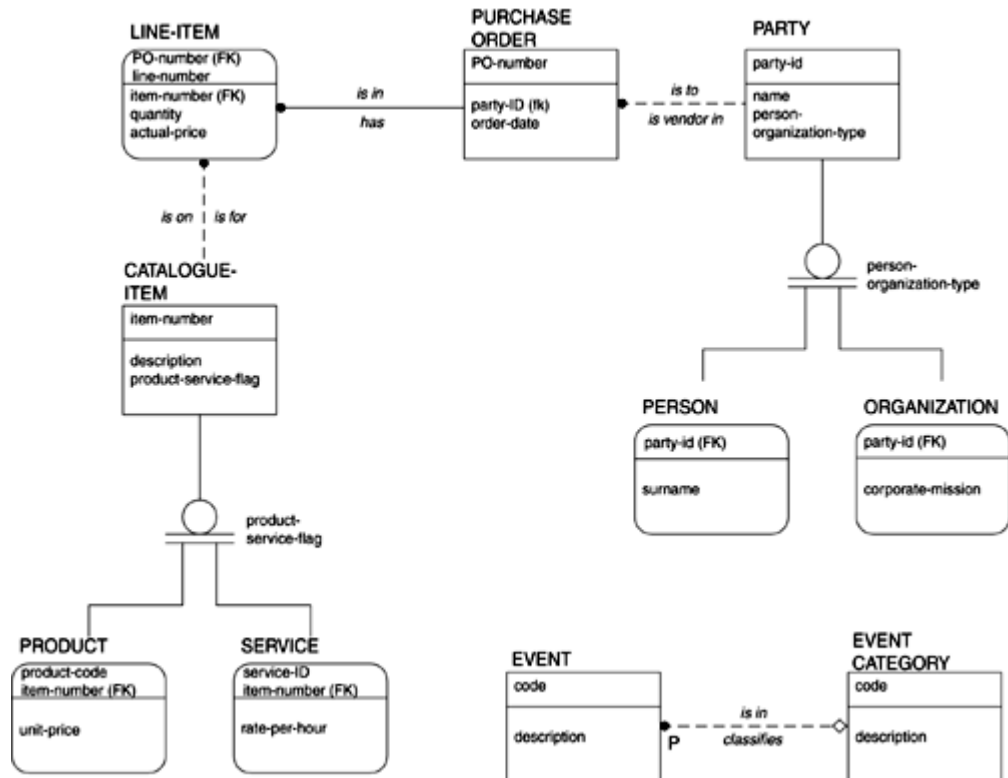 LINE-ITEM
PO-number (FK)
line-number
item-number (FK)
quantity
actual-price
is in
has
PURCHASE
ORDER
PO-number
party-ID (fk)
order-date
is to
is vendor in
PARTY
party-id
name
person-
organization-type
is on
is for
CATALOGUE-
ITEM
item-number
description
product-service-flag
person-
organization-type
PERSON
party-id (FK)
surname
ORGANIZATION
party-id (FK)
corporate-mission
product-
service-flag
PRODUCT
product-code
item-number (FK)
unit-price
SERVICE
service-ID
item-number (FK)
rate-per-hour
EVENT
code
description
P
is in
classifies
EVENT
CATEGORY
code
description